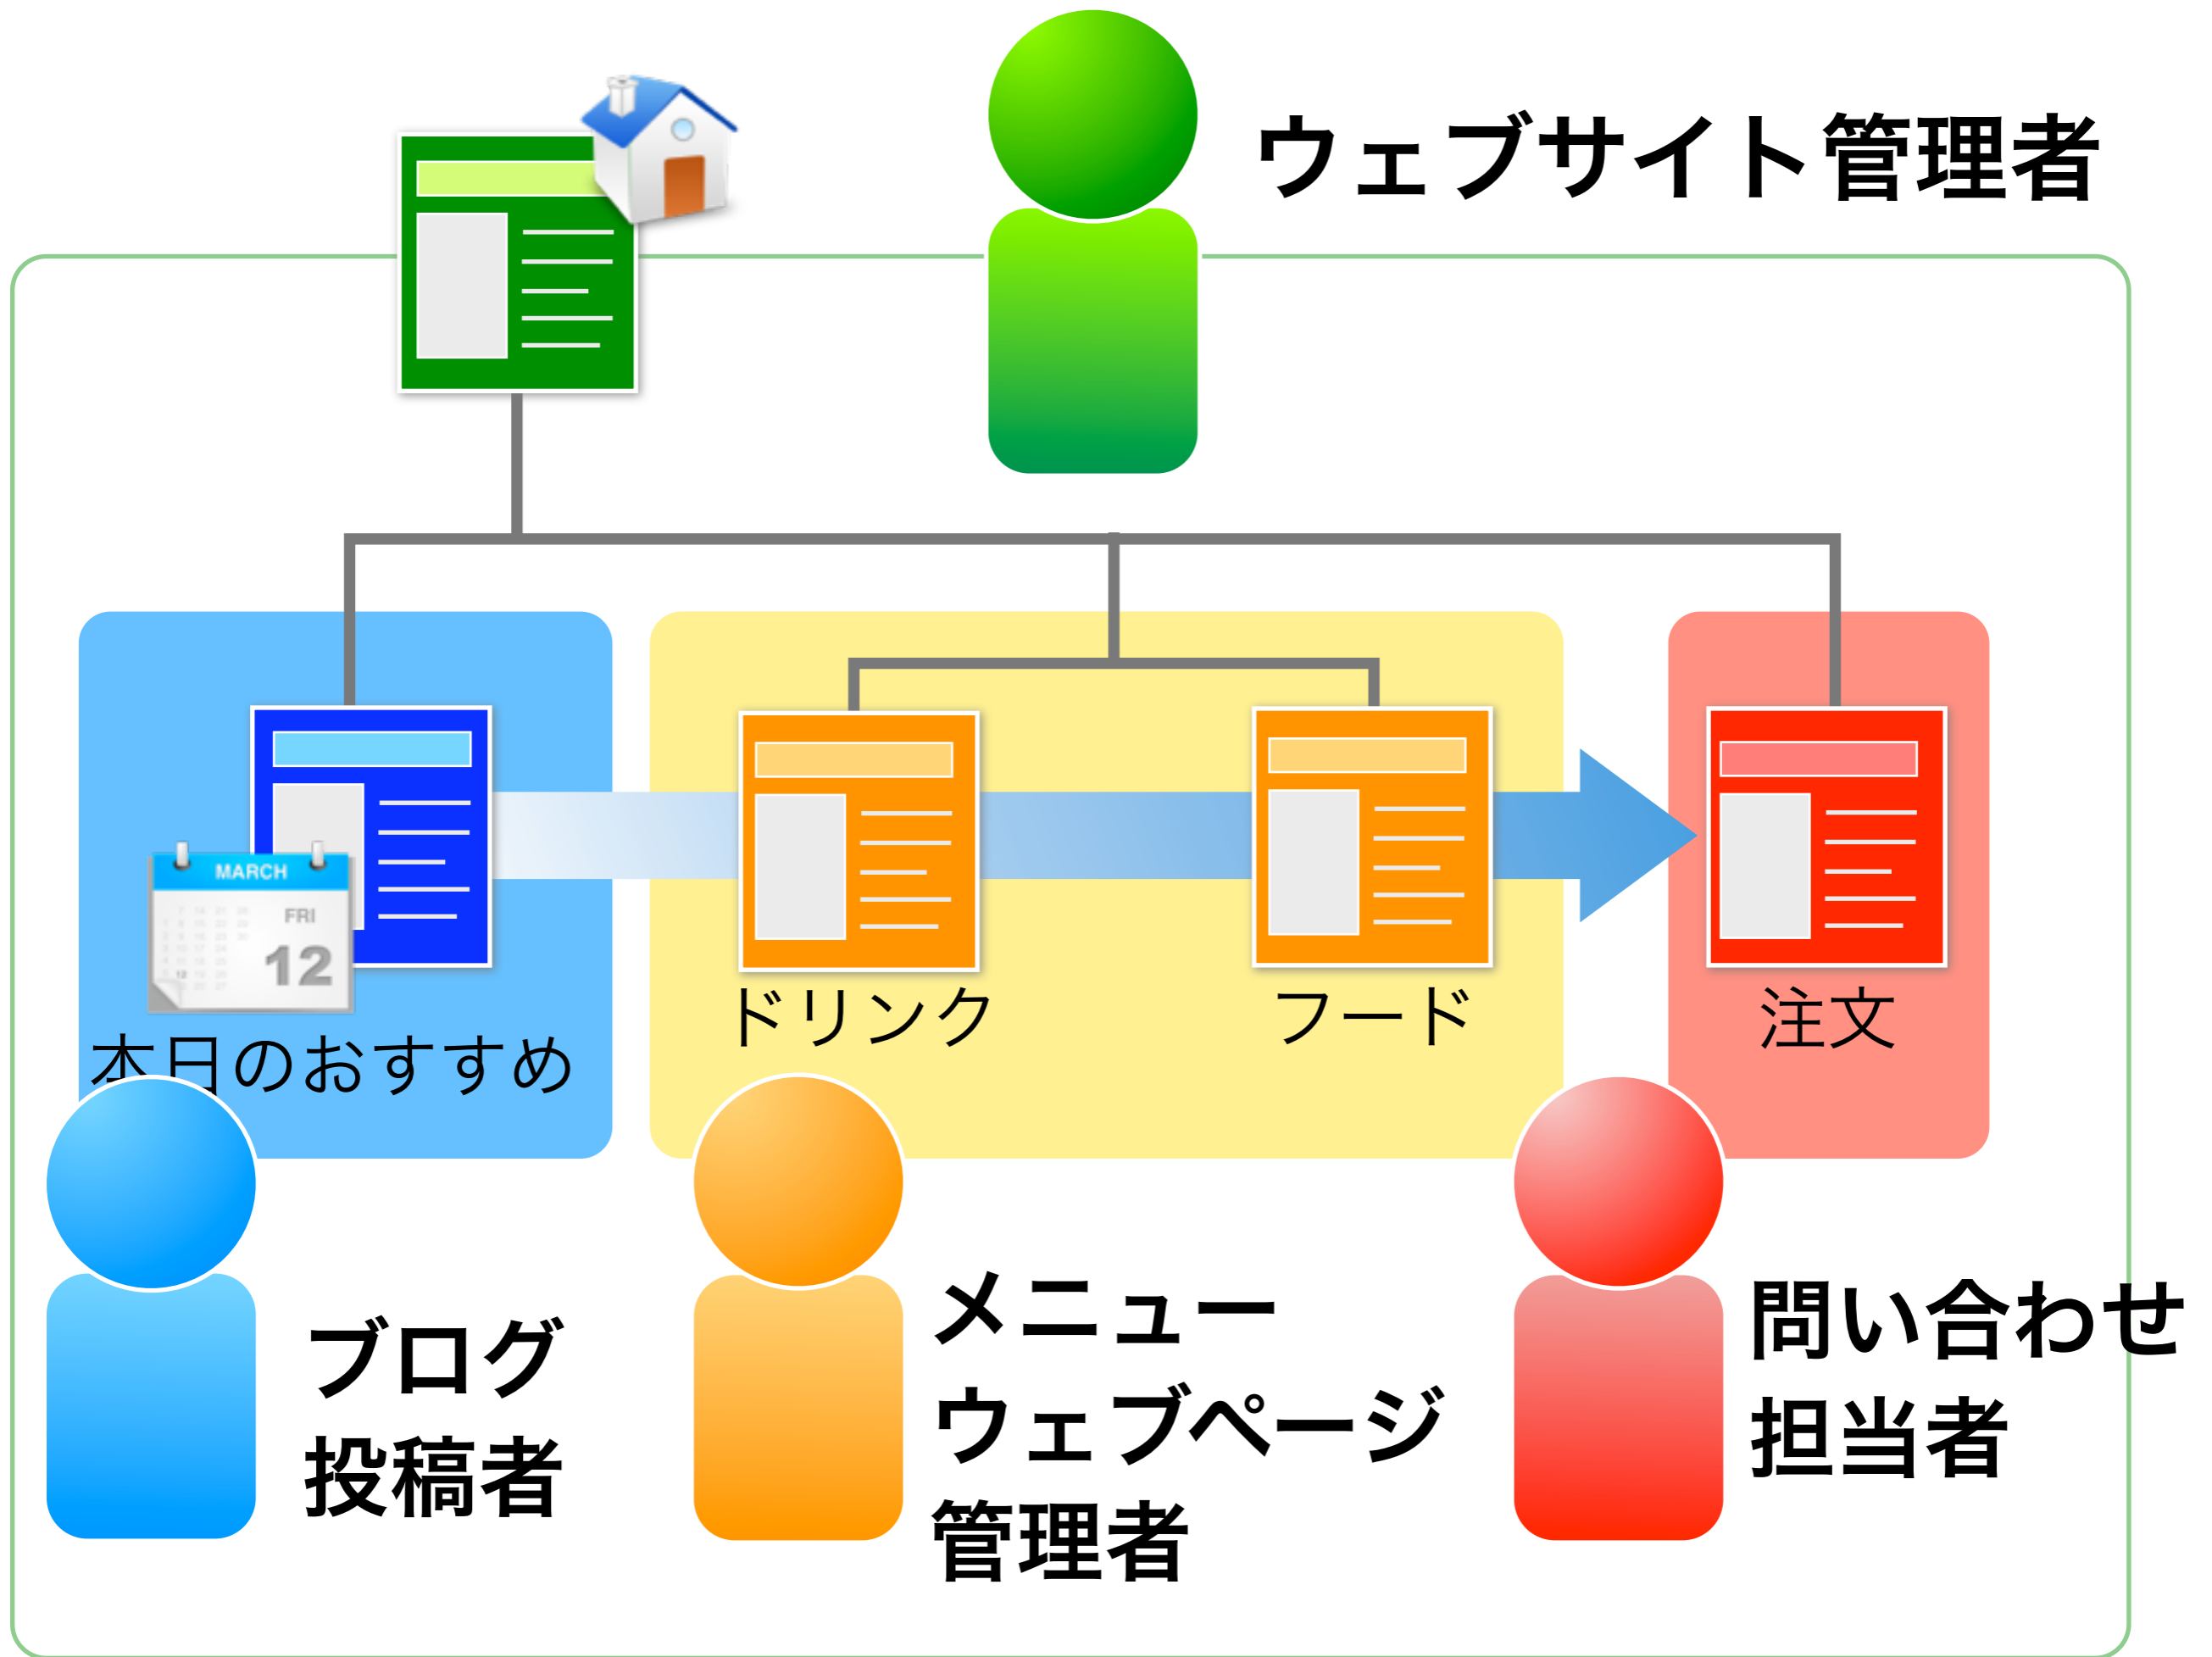 ウェブサイト管理者
MARCH
FRI
12
本日のおすすめ
ドリンク
フード
注文
ブログ
投稿者
メニュー
ウェブページ
管理者
問い合わせ
担当者